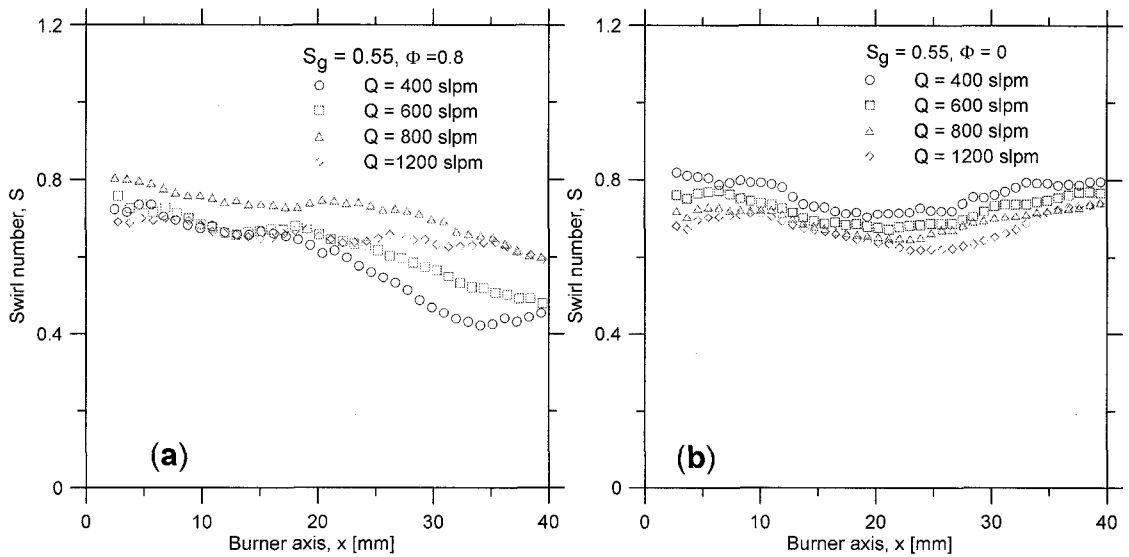 1.2
S_g = 0.55, Φ =0.8
Q = 400 slpm
Q = 600 slpm
Q = 800 slpm
Q =1200 slpm
0.8
Swirl number, S
0.4
(a)
0
0 10 20 30 40
Burner axis, x [mm]
1.2
S_g = 0.55, Φ = 0
Q = 400 slpm
Q = 600 slpm
Q = 800 slpm
Q = 1200 slpm
0.8
Swirl number, S
0.4
(b)
0
0 10 20 30 40
Burner axis, x [mm]